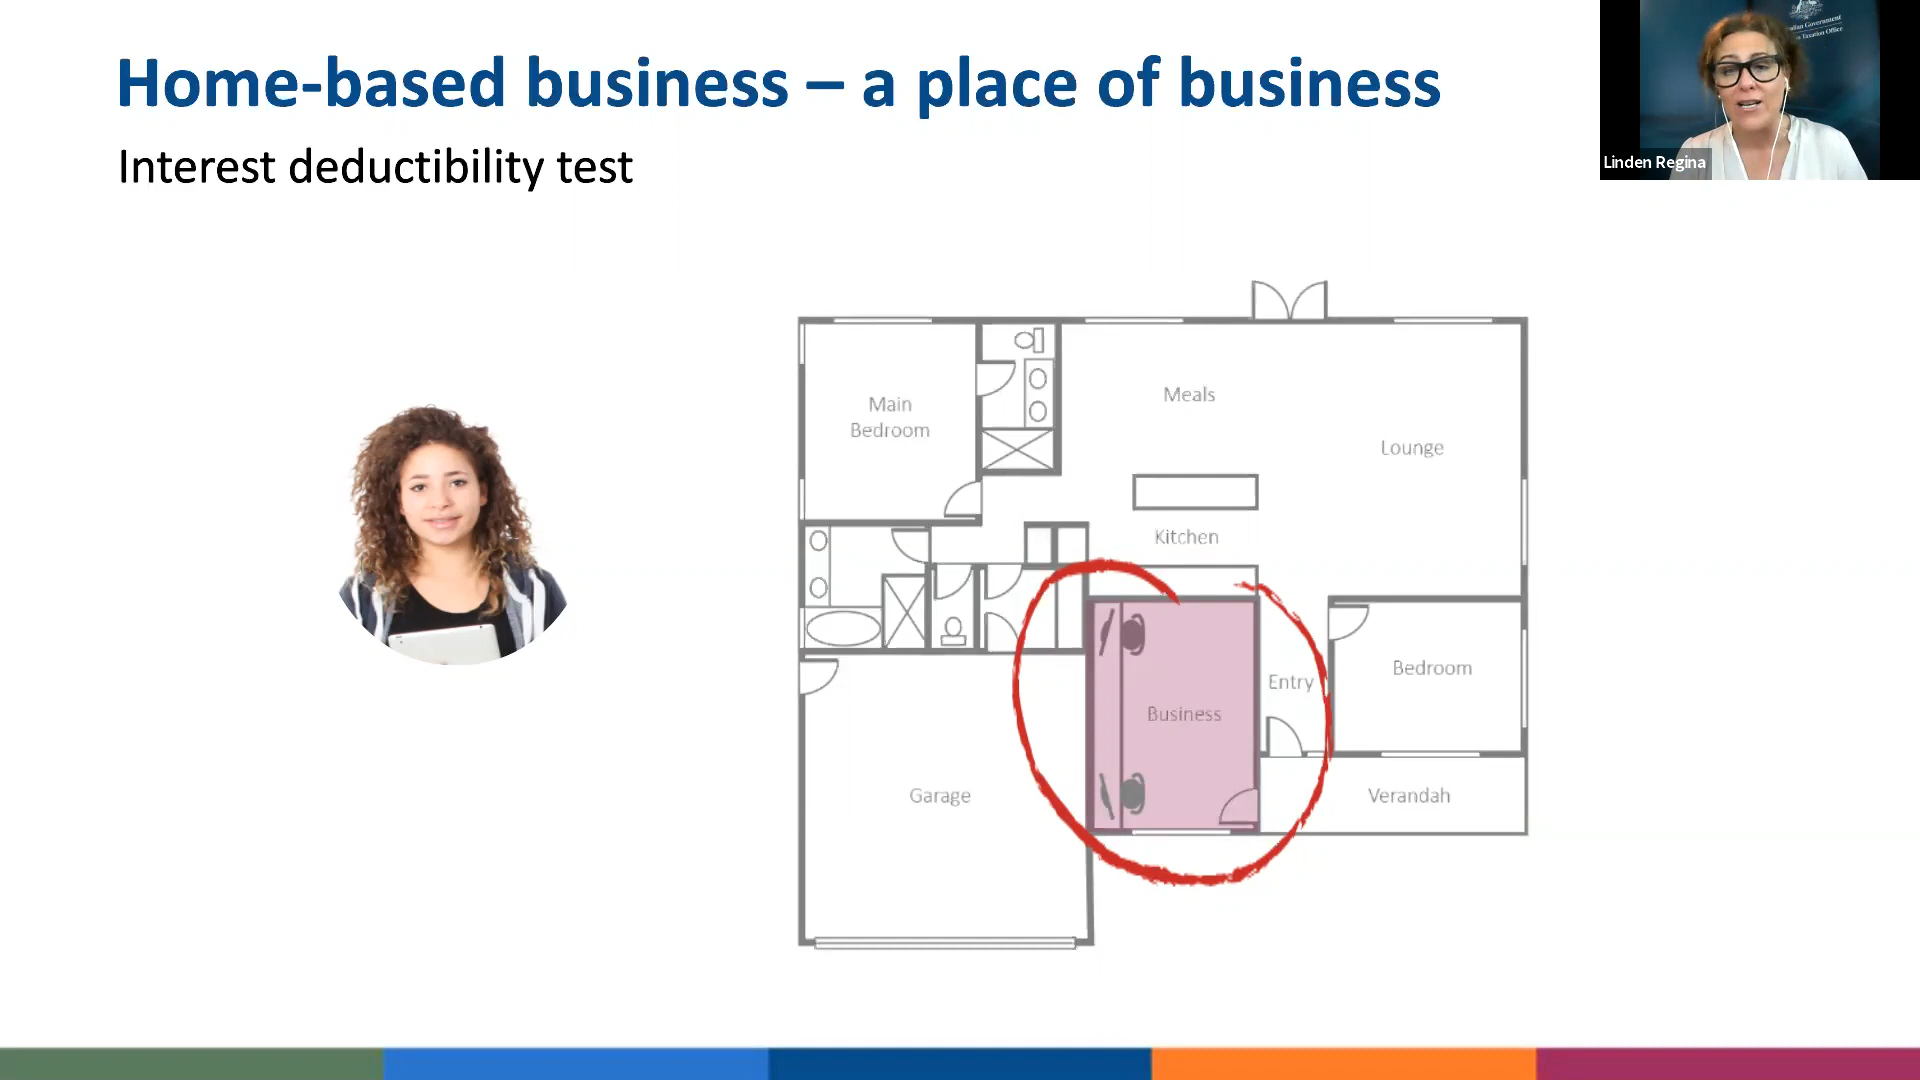 Home-based business – a place of business
Interest deductibility test
Linden Regina
Main
Bedroom
Meals
Lounge
Kitchen
Bedroom
Entry
Business
Garage
Verandah